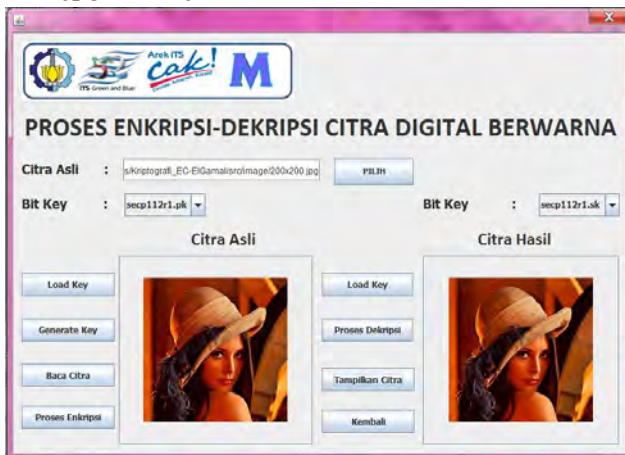 Arek ITS
cak!
ITS Green and Blue
M
PROSES ENKRIPSI-DEKRIPSI CITRA DIGITAL BERWARNA
Citra Asli : s/Kriptografi_EC-ElGamalisro/image/200x200.jpg PILIH
Bit Key : secp112r1.pk Bit Key : secp112r1.sk
Citra Asli Citra Hasil
Load Key Load Key
Generate Key Proses Dekripsi
Baca Citra Tampilkan Citra
Proses Enkripsi Kembali